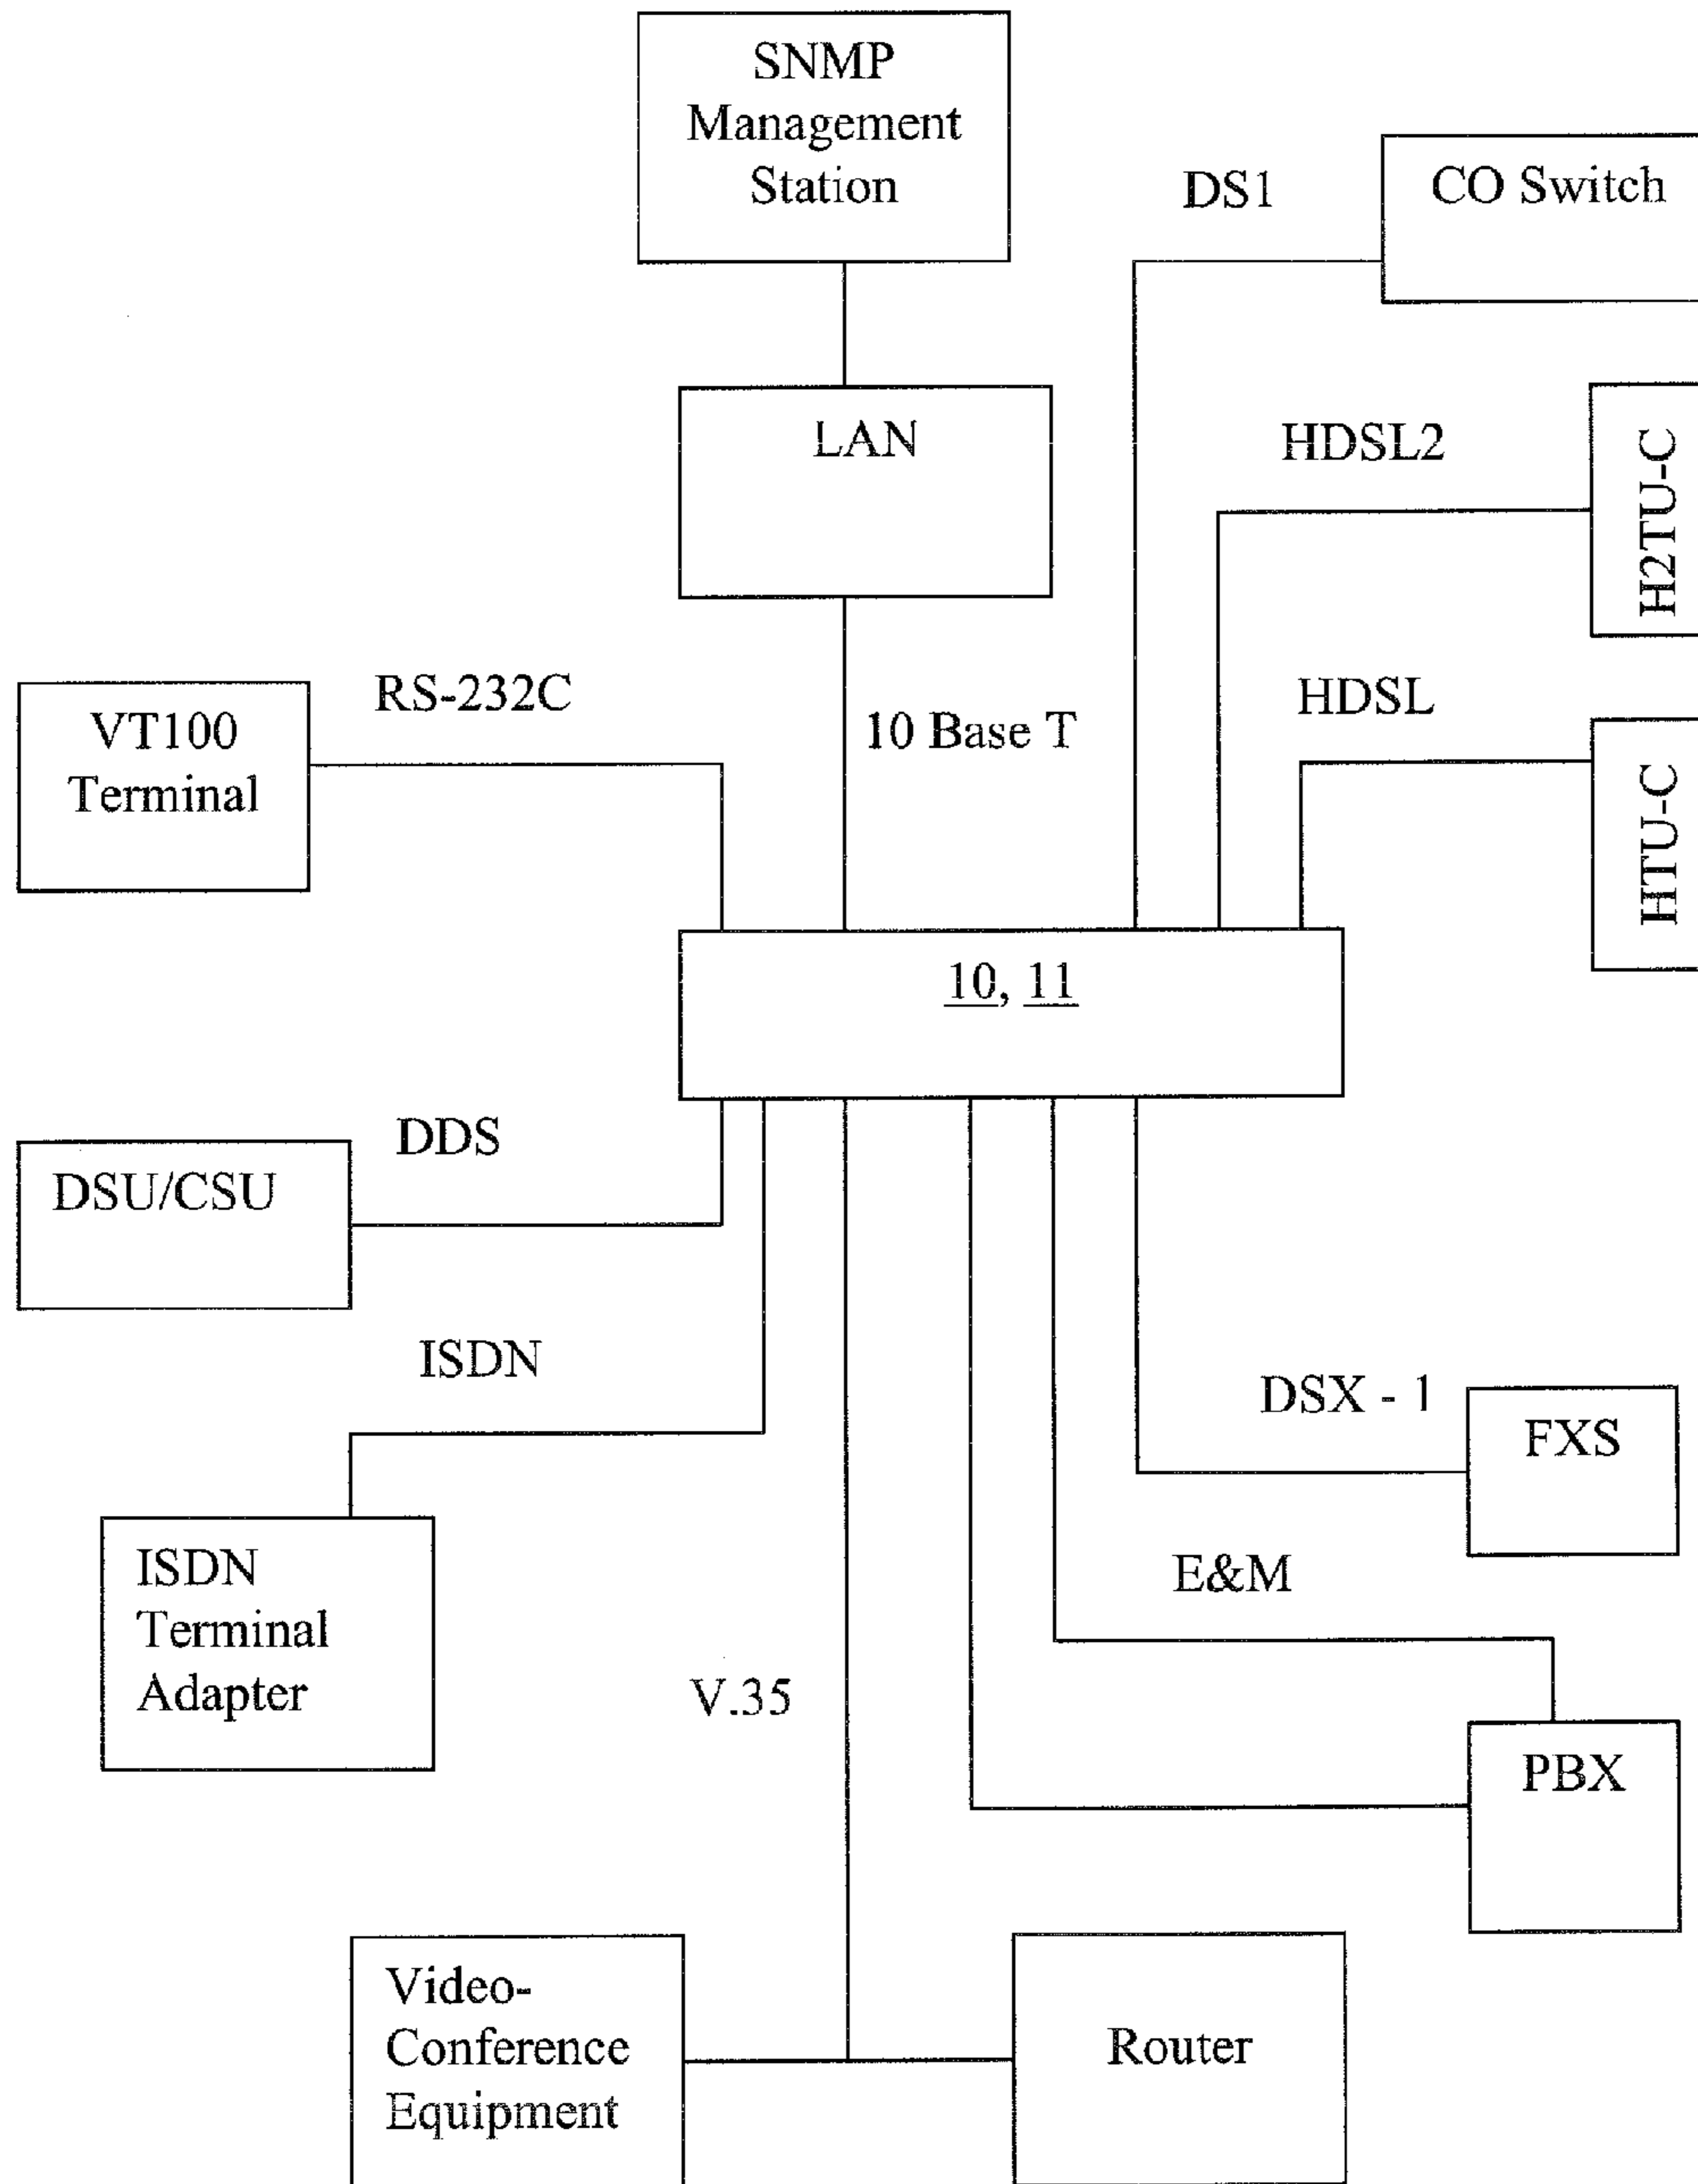 SNMP
Management
Station
DS1
CO Switch
LAN
HDSL2
H2TU-C
RS-232C
HDSL
VT100
Terminal
10 Base T
HTU-C
10, 11
DDS
DSU/CSU
ISDN
DSX - 1
FXS
ISDN
Terminal
Adapter
E&M
V.35
PBX
Video-
Conference
Equipment
Router